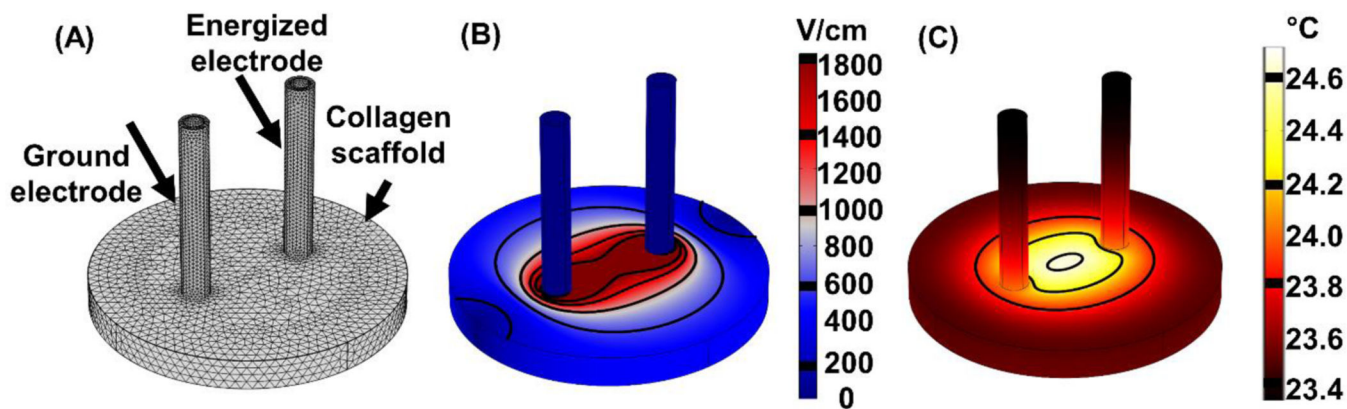 (A)
Energized
electrode
Ground
electrode
Collagen
scaffold
(B)
V/cm
1800
1600
1400
1200
1000
800
600
400
200
0
(C)
°C
24.6
24.4
24.2
24.0
23.8
23.6
23.4